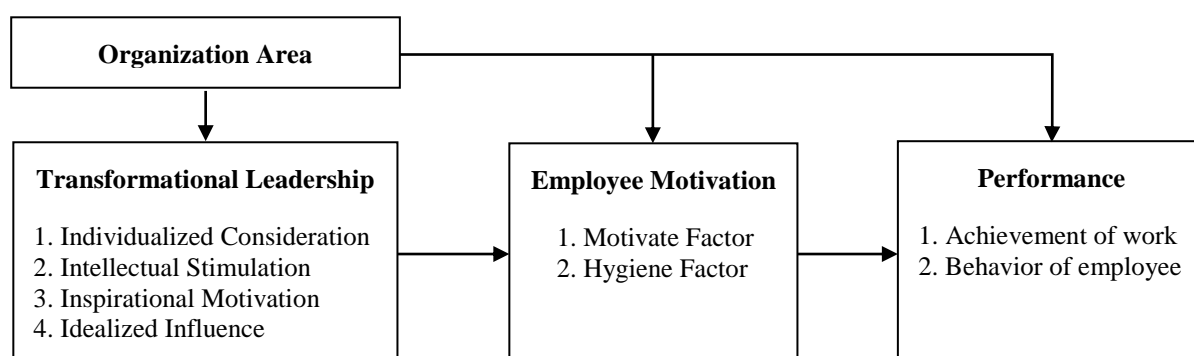 Organization Area
Transformational Leadership
1. Individualized Consideration
2. Intellectual Stimulation
3. Inspirational Motivation
4. Idealized Influence
Employee Motivation
1. Motivate Factor
2. Hygiene Factor
Performance
1. Achievement of work
2. Behavior of employee